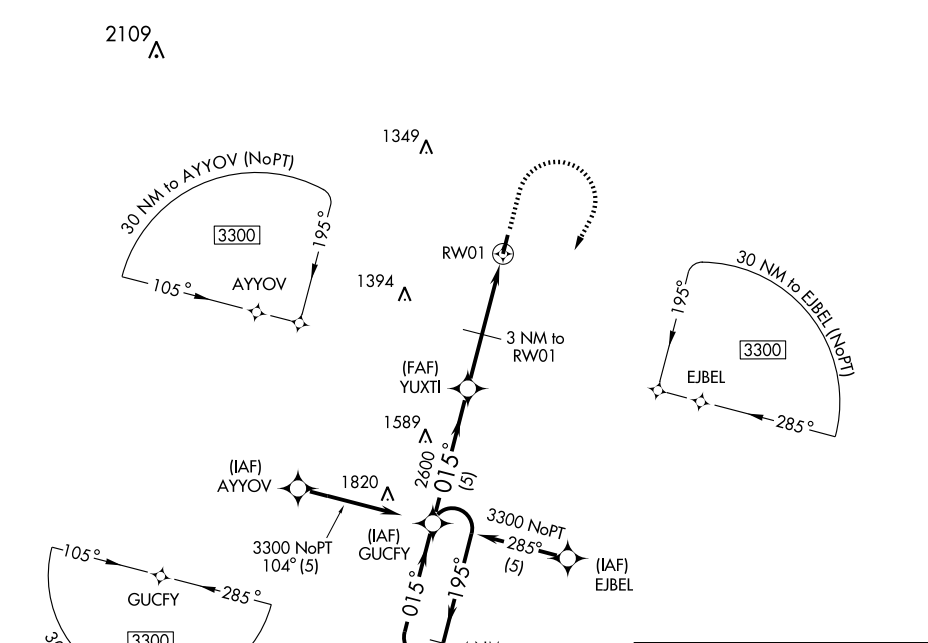 2109
1349
30 NM to AYYOV (NoPT)
3300
195°
105°
AYYOV
RW01
1394
3 NM to
RW01
30 NM to EJBEL (NoPT)
195°
3300
EJBEL
285°
(FAF)
YUXTI
1589
2600
015°
(5)
(IAF)
AYYOV
1820
3300 NoPT
104° (5)
(IAF)
GUCFY
3300 NoPT
285°
(5)
(IAF)
EJBEL
015°
195°
105°
GUCFY
285°
3300
30